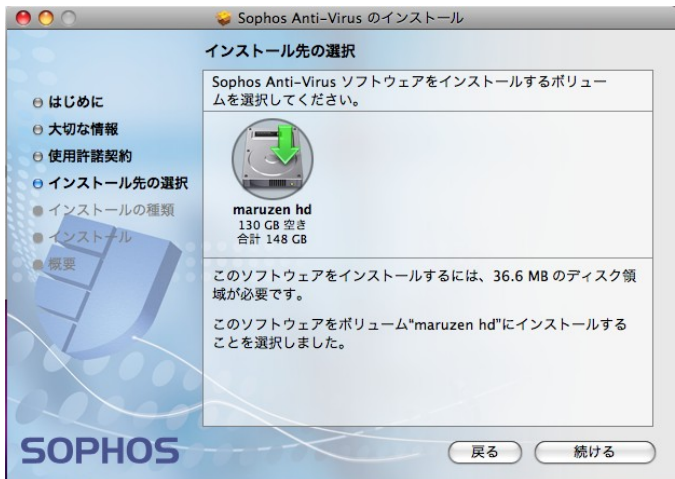 Sophos Anti-Virus のインストール
インストール先の選択
はじめに
大切な情報
使用許諾契約
インストール先の選択
インストールの種類
インストール
概要
Sophos Anti-Virus ソフトウェアをインストールするボリュー
ムを選択してください。
maruzen hd
130 GB 空き
合計 148 GB
このソフトウェアをインストールするには、36.6 MB のディスク領
域が必要です。
このソフトウェアをボリューム“maruzen hd”にインストールする
ことを選択しました。
SOPHOS
戻る
続ける